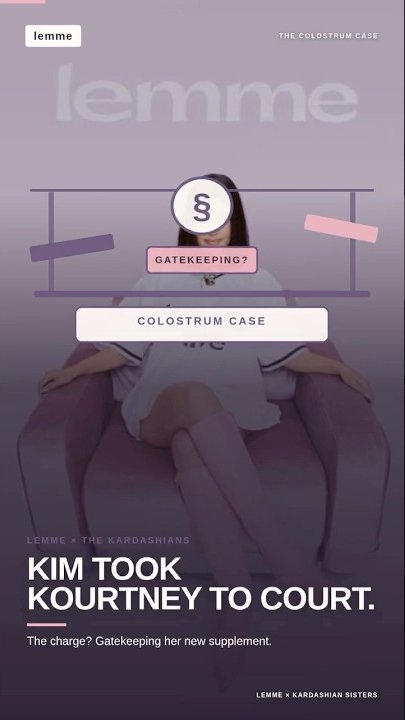 lemme
THE COLOSTRUM CASE
lemme
§
GATEKEEPING?
COLOSTRUM CASE
LEMME × THE KARDASHIANS
KIM TOOK
KOURTNEY TO COURT.
The charge? Gatekeeping her new supplement.
LEMME × KARDASHIAN SISTERS